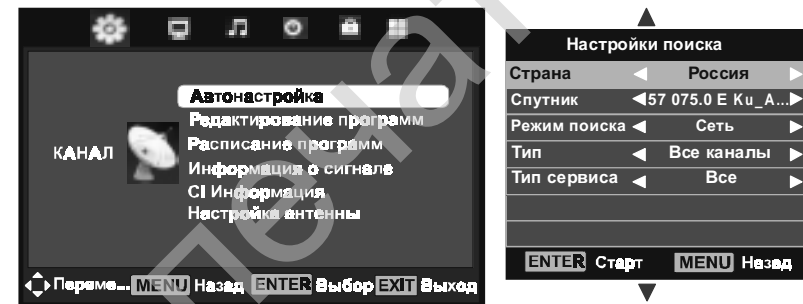 КАНАЛ
Автонастройка
Редактирование программ
Расписание программ
Информация о сигнале
CI Информация
Настройка антенны
Переме... MENU Назад ENTER Выбор EXIT Выход
Настройки поиска
Страна Россия
Спутник 57 075.0 E Ku_A...
Режим поиска Сеть
Тип Все каналы
Тип сервиса Все
ENTER Старт MENU Назад
печат